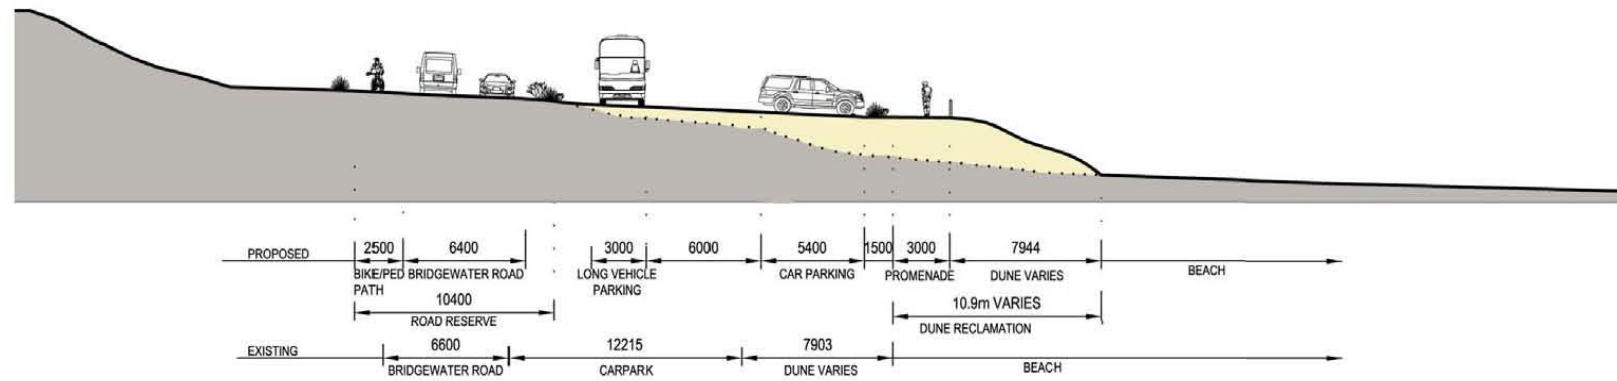 PROPOSED
2500
6400
3000
6000
5400
1500
3000
7944
BIKE/PED
PATH
BRIDGEWATER ROAD
LONG VEHICLE
PARKING
CAR PARKING
PROMENADE
DUNE VARIES
BEACH
10400
ROAD RESERVE
10.9m VARIES
DUNE RECLAMATION
EXISTING
6600
12215
7903
BRIDGEWATER ROAD
CARPARK
DUNE VARIES
BEACH